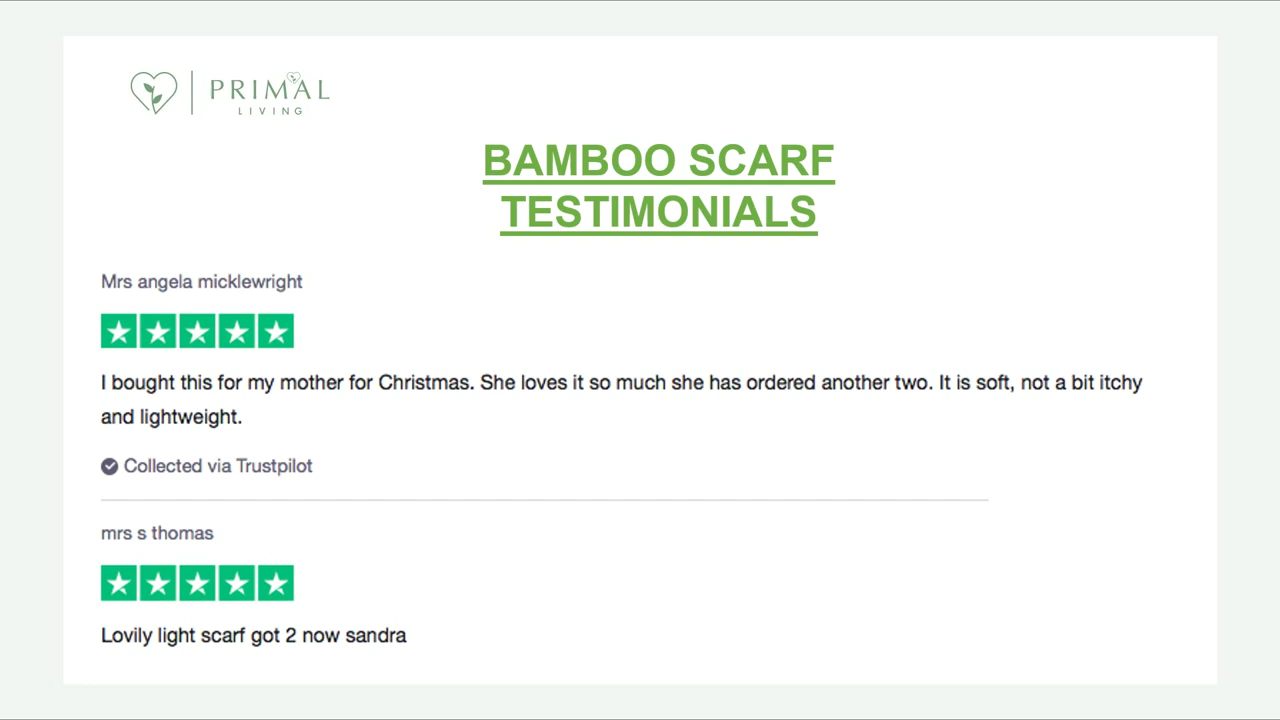 PRIMAL
LIVING
BAMBOO SCARF
TESTIMONIALS
Mrs angela micklewright
I bought this for my mother for Christmas. She loves it so much she has ordered another two. It is soft, not a bit itchy
and lightweight.
Collected via Trustpilot
mrs s thomas
Lovily light scarf got 2 now sandra